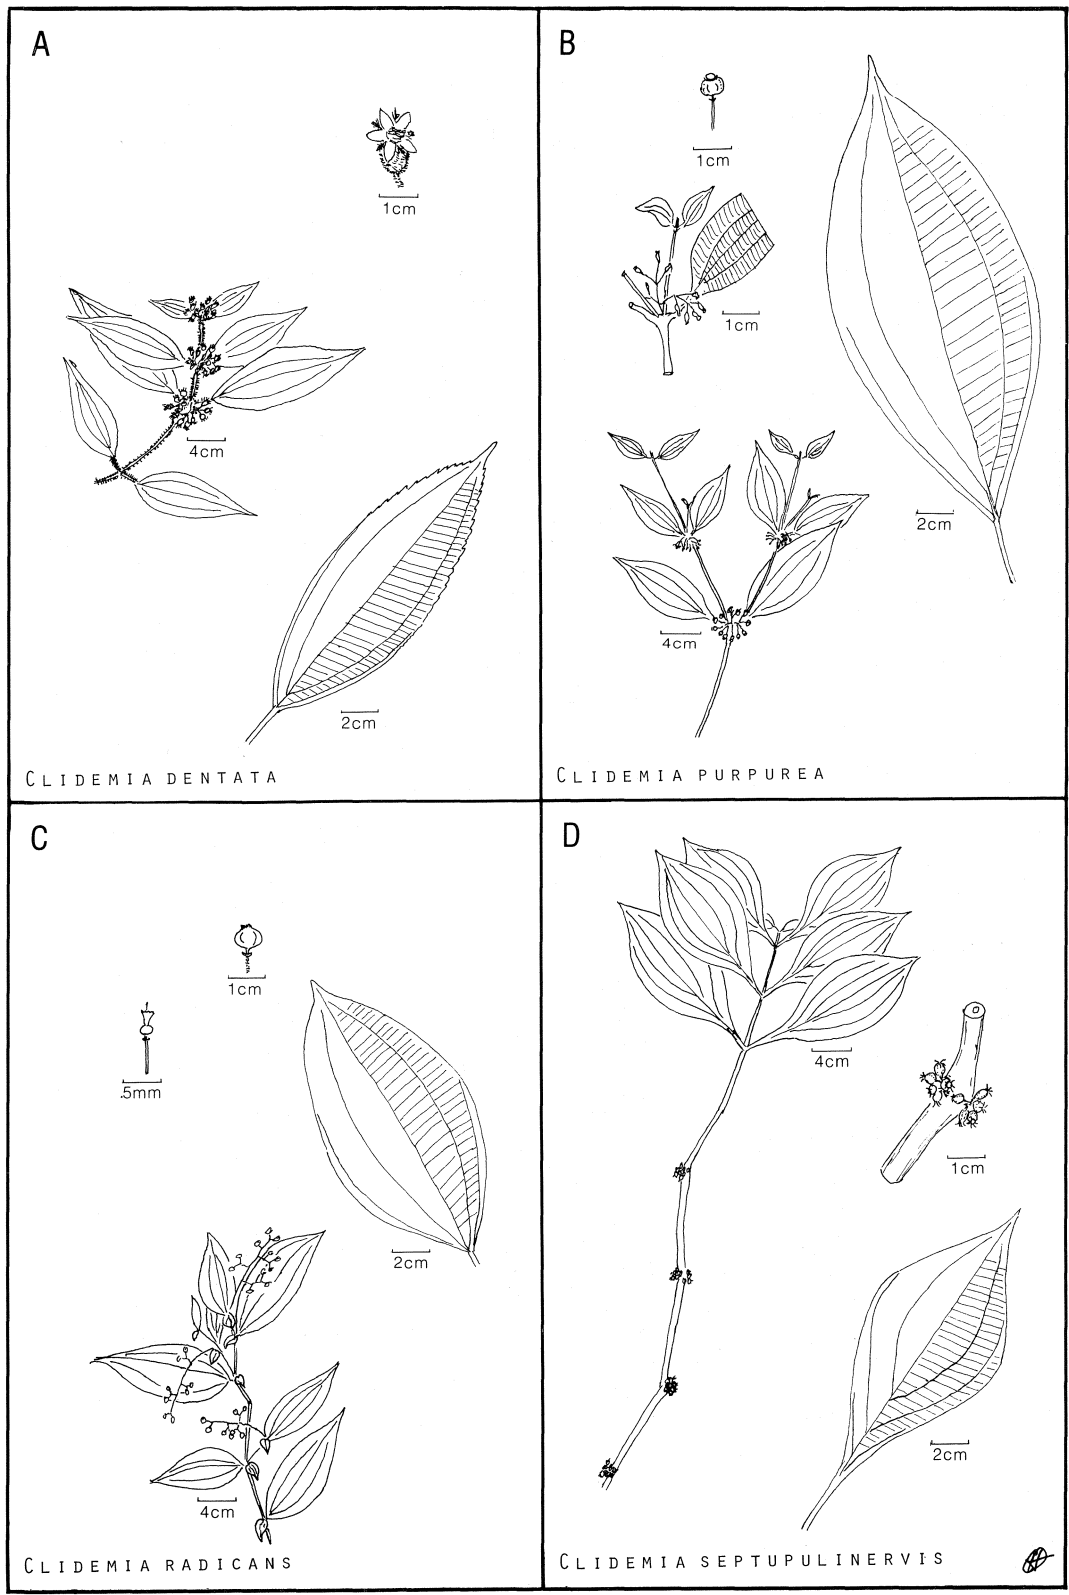 A
1cm
4cm
2cm
CLIDEMIA DENTATA
B
1cm
1cm
2cm
4cm
CLIDEMIA PURPUREA
C
1cm
.5mm
2cm
4cm
CLIDEMIA RADICANS
D
4cm
1cm
2cm
CLIDEMIA SEPTUPULINERVIS